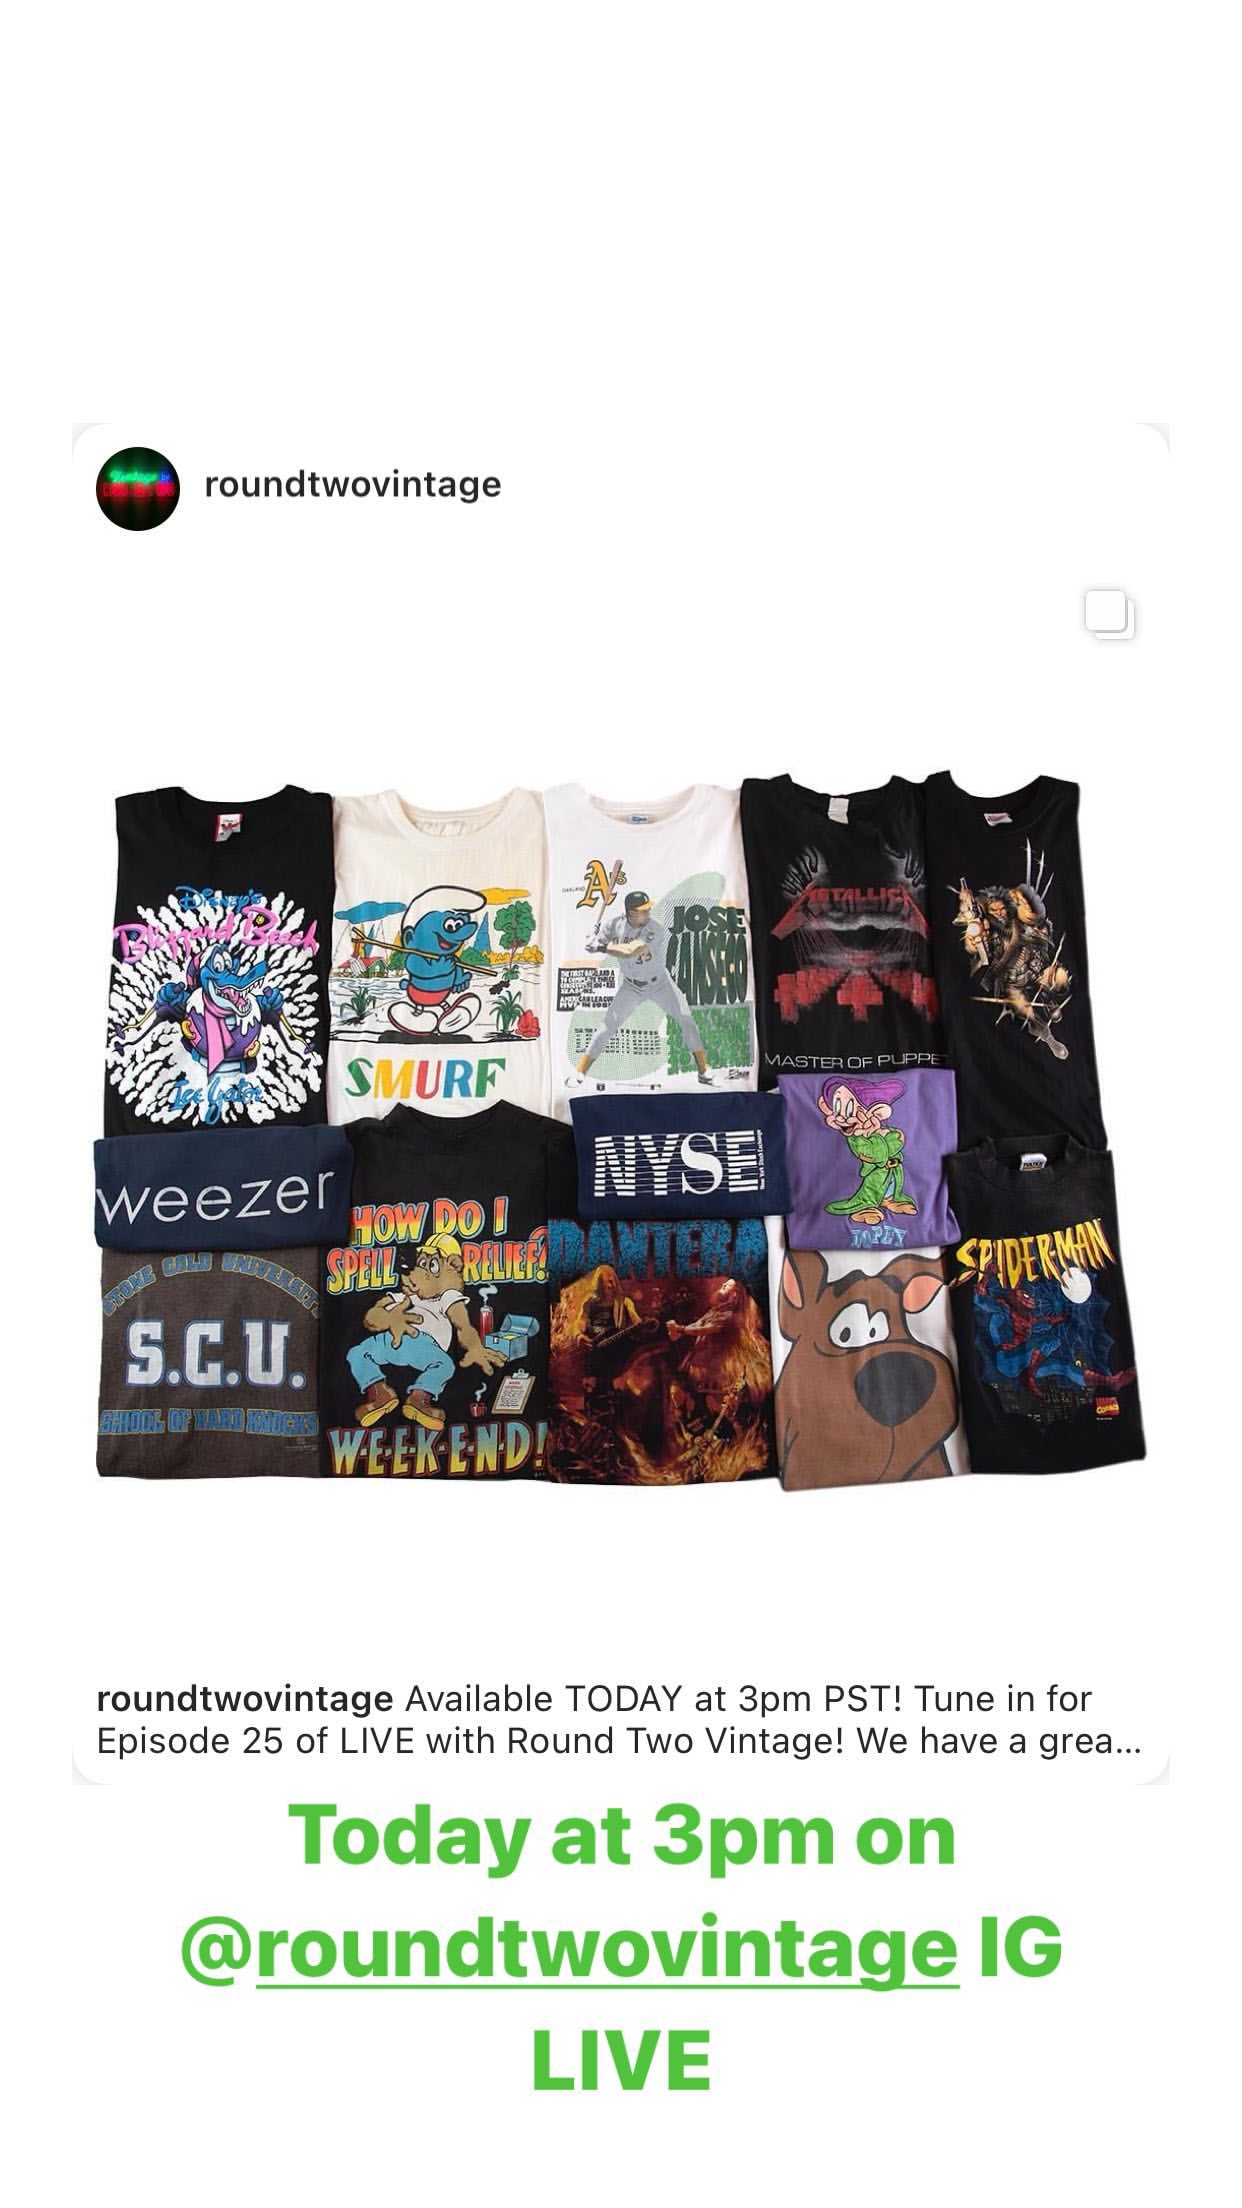 roundtwovintage
Disney's
Blizzard Beach
Ice Gator
SMURF
OAKLAND
A's
JOSE
CANSECO
METALLICA
MASTER OF PUPPE
weezer
NYSE
DOPEY
STONE COLD UNIVERSITY
S.C.U.
SCHOOL OF HARD KNOCKS
HOW DO I
SPELL RELIEF?
W·E·E·K·E·N·D!
PANTERA
SPIDER-MAN
roundtwovintage Available TODAY at 3pm PST! Tune in for
Episode 25 of LIVE with Round Two Vintage! We have a grea...
Today at 3pm on
@roundtwovintage IG
LIVE